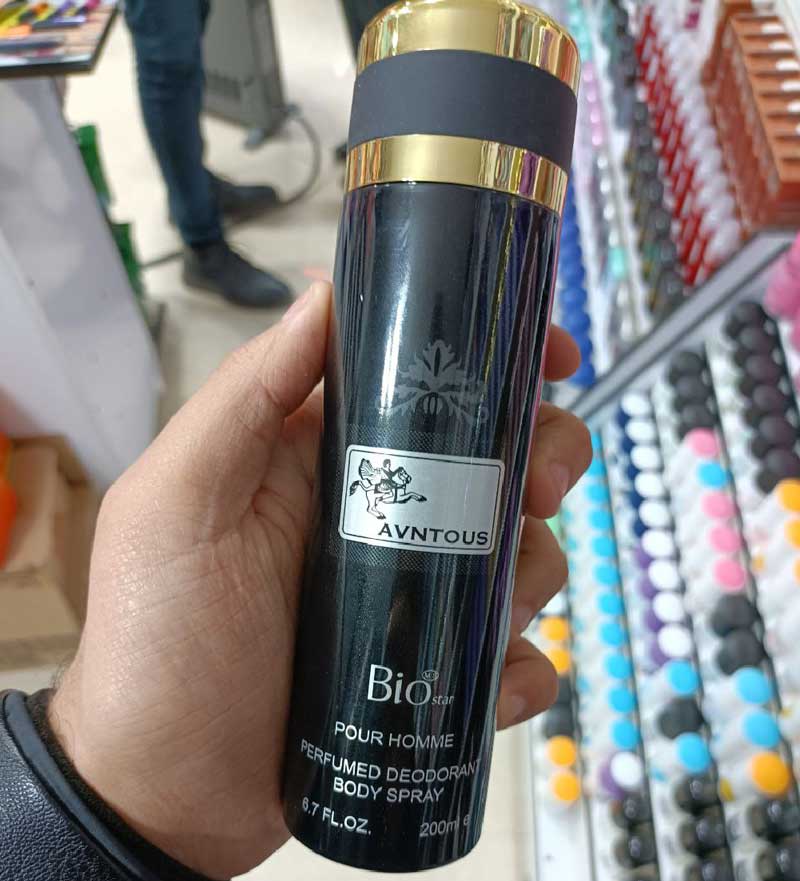 AVNTOUS
Bio star
POUR HOMME
PERFUMED DEODORANT
BODY SPRAY
6.7 FL.OZ. 200ml e